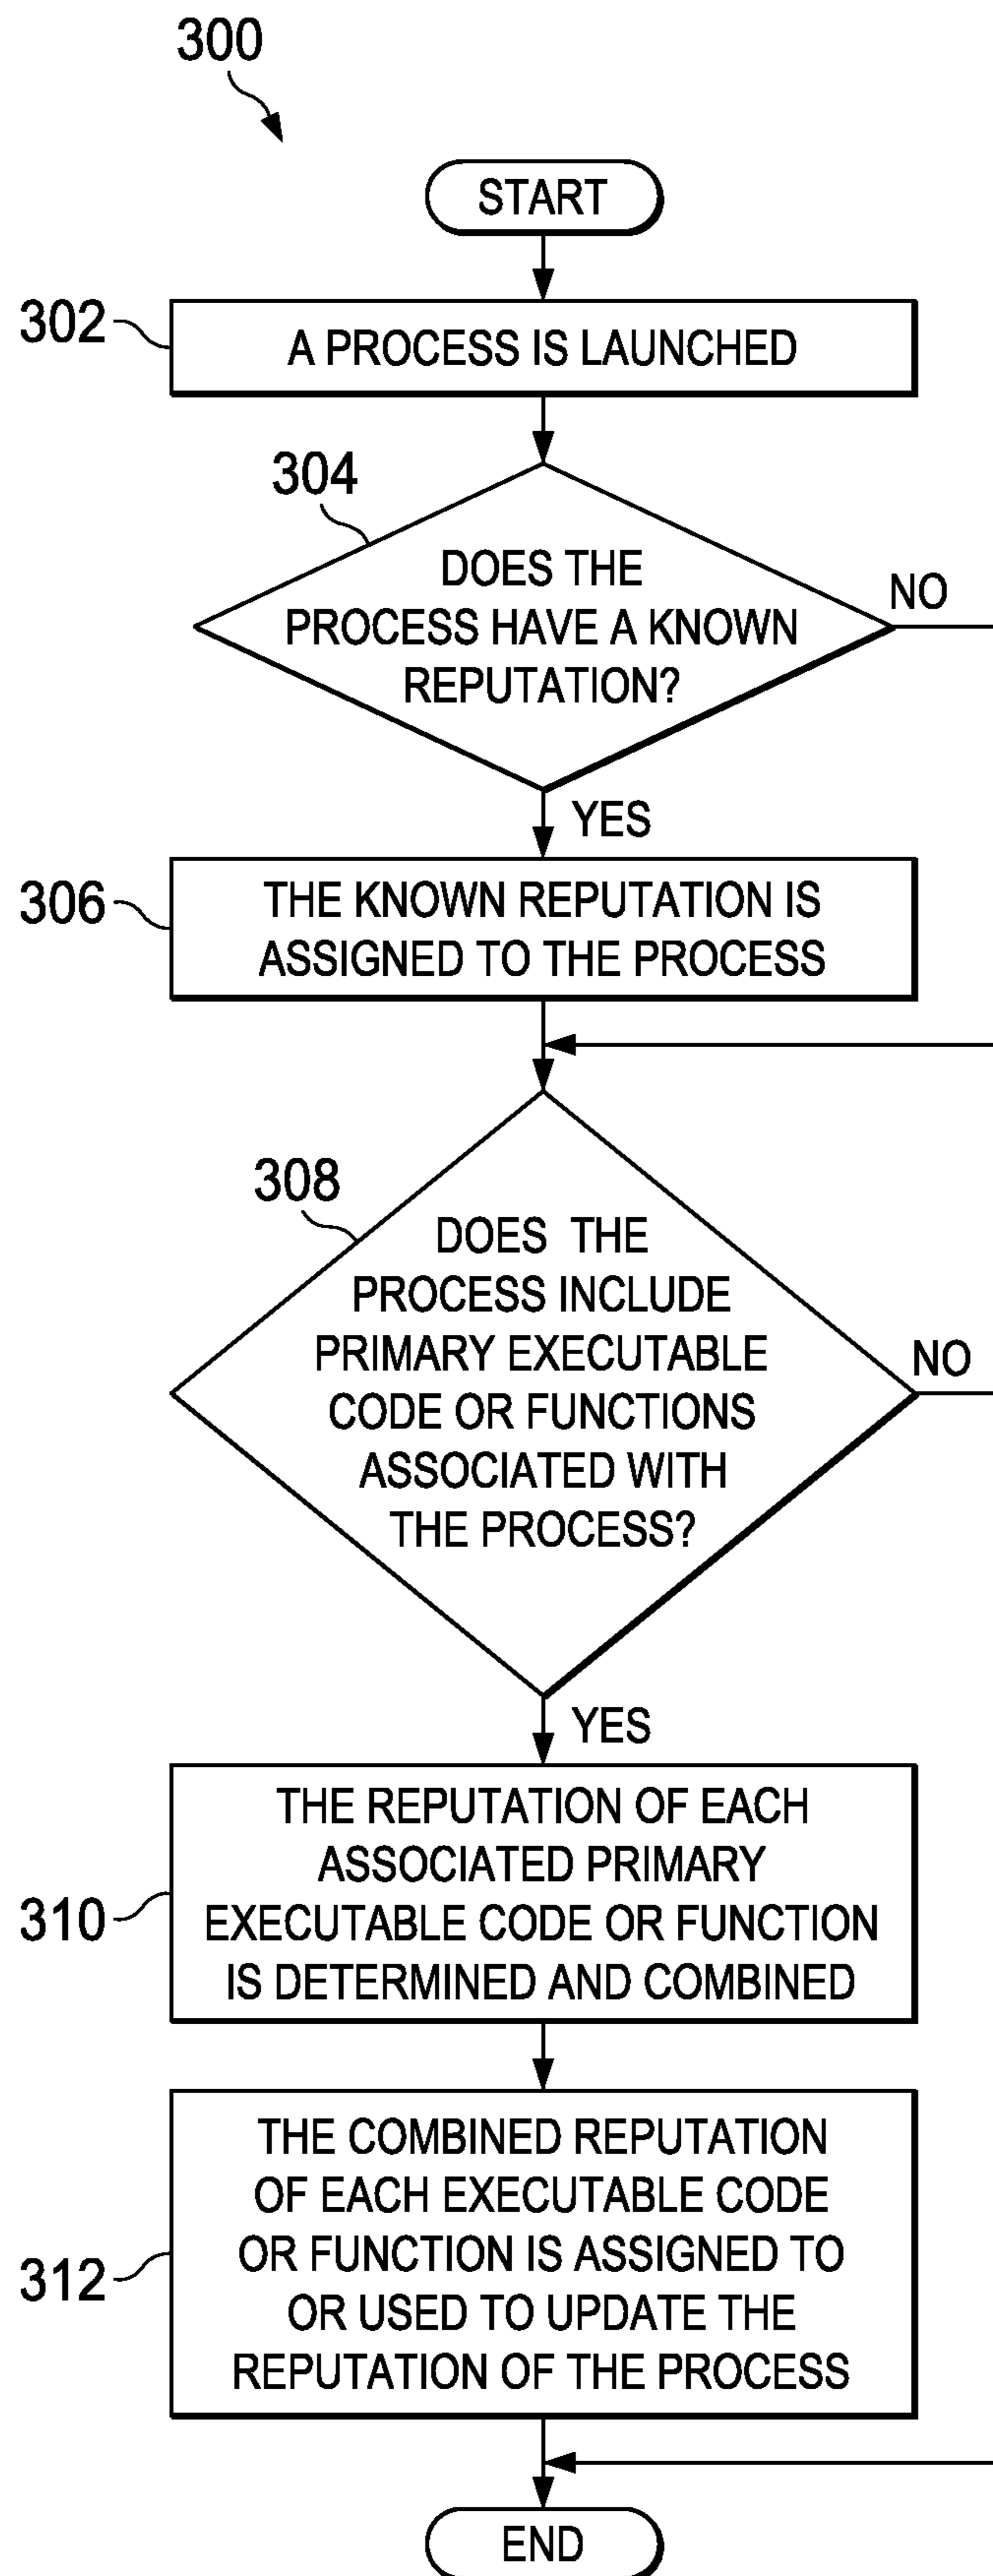 300
START
302
A PROCESS IS LAUNCHED
304
DOES THE
PROCESS HAVE A KNOWN
REPUTATION?
NO
YES
306
THE KNOWN REPUTATION IS
ASSIGNED TO THE PROCESS
308
DOES THE
PROCESS INCLUDE
PRIMARY EXECUTABLE
CODE OR FUNCTIONS
ASSOCIATED WITH
THE PROCESS?
NO
YES
310
THE REPUTATION OF EACH
ASSOCIATED PRIMARY
EXECUTABLE CODE OR FUNCTION
IS DETERMINED AND COMBINED
312
THE COMBINED REPUTATION
OF EACH EXECUTABLE CODE
OR FUNCTION IS ASSIGNED TO
OR USED TO UPDATE THE
REPUTATION OF THE PROCESS
END